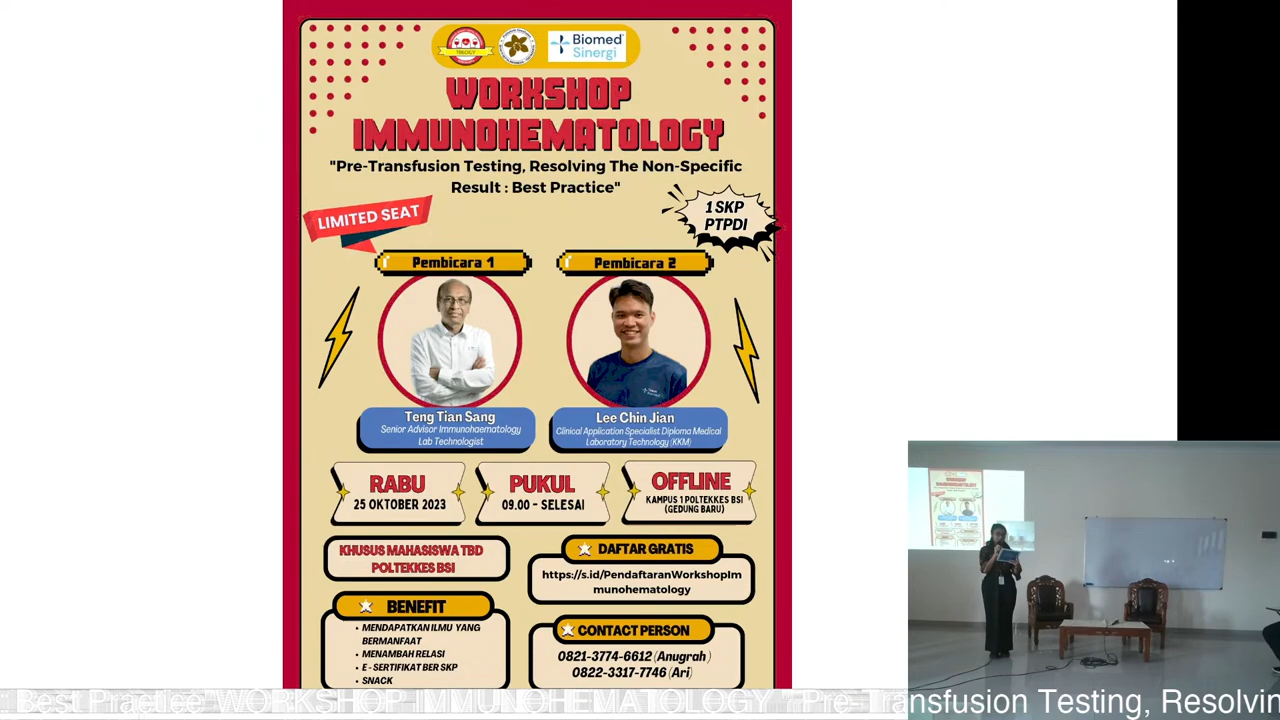 TBEOGY
Biomed
Sinergi
WORKSHOP
IMMUNOHEMATOLOGY
"Pre-Transfusion Testing, Resolving The Non-Specific
Result : Best Practice"
LIMITED SEAT
1 SKP
PTPDI
Pembicara 1
Pembicara 2
Teng Tian Sang
Senior Advisor Immunohaematology
Lab Technologist
Lee Chin Jian
Clinical Application Specialist Diploma Medical
Laboratory Technology (KKM)
RABU
25 OKTOBER 2023
PUKUL
09.00 - SELESAI
OFFLINE
KAMPUS 1 POLTEKKES BSI
(GEDUNG BARU)
KHUSUS MAHASISWA TBD
POLTEKKES BSI
DAFTAR GRATIS
https://s.id/PendaftaranWorkshopIm
munohematology
BENEFIT
• MENDAPATKAN ILMU YANG
BERMANFAAT
• MENAMBAH RELASI
• E - SERTIFIKAT BER SKP
• SNACK
CONTACT PERSON
0821-3774-6612 (Anugrah )
0822-3317-7746 (Ari)
Best Practice"WORKSHOP IMMUNOHEMATOLOGY " Pre-Transfusion Testing, Resolvin